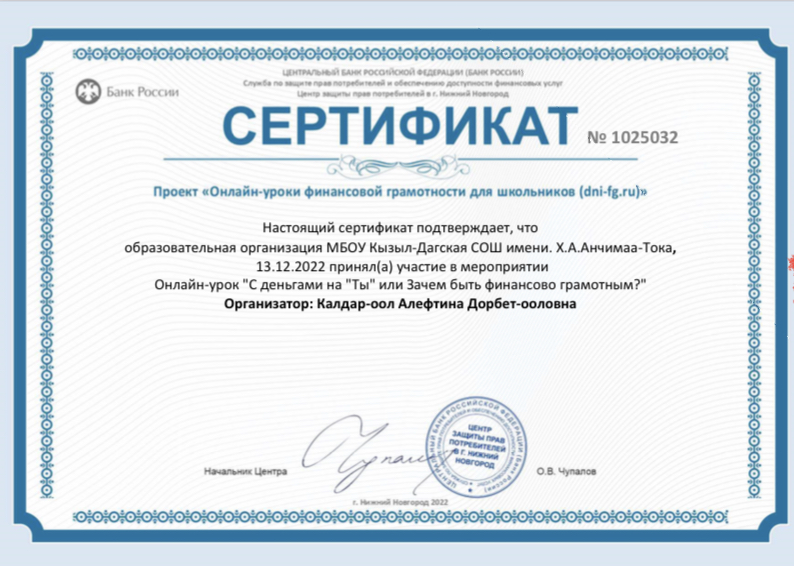 ЦЕНТРАЛЬНЫЙ БАНК РОССИЙСКОЙ ФЕДЕРАЦИИ (БАНК РОССИИ)
Служба по защите прав потребителей и обеспечению доступности финансовых услуг
Центр защиты прав потребителей в г. Нижний Новгород
Банк России
СЕРТИФИКАТ № 1025032
Проект «Онлайн-уроки финансовой грамотности для школьников (dni-fg.ru)»
Настоящий сертификат подтверждает, что
образовательная организация МБОУ Кызыл-Дагская СОШ имени. Х.А.Анчимаа-Тока,
13.12.2022 принял(а) участие в мероприятии
Онлайн-урок "С деньгами на "Ты" или Зачем быть финансово грамотным?"
Организатор: Калдар-оол Алефтина Дорбет-ооловна
ЦЕНТР
ЗАЩИТЫ ПРАВ
ПОТРЕБИТЕЛЕЙ
В Г. НИЖНИЙ
НОВГОРОД
Начальник Центра
О.В. Чупалов
г. Нижний Новгород 2022